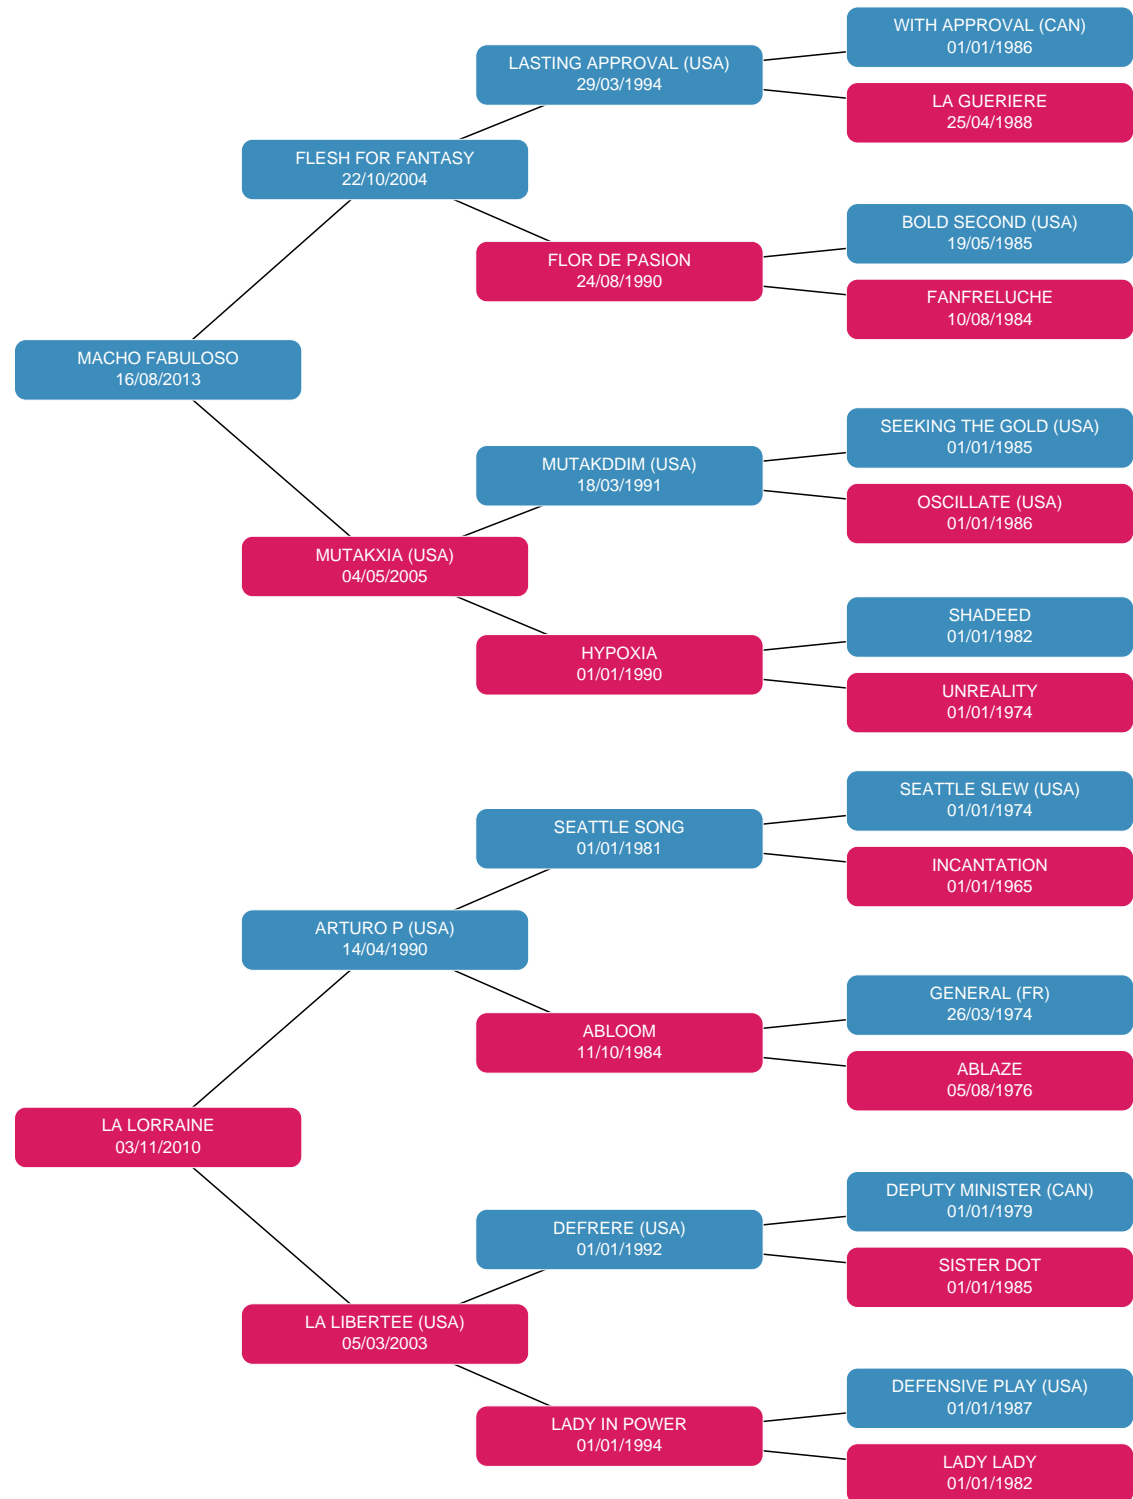 WITH APPROVAL (CAN)
01/01/1986
LASTING APPROVAL (USA)
29/03/1994
LA GUERIERE
25/04/1988
FLESH FOR FANTASY
22/10/2004
BOLD SECOND (USA)
19/05/1985
FLOR DE PASION
24/08/1990
FANFRELUCHE
10/08/1984
MACHO FABULOSO
16/08/2013
SEEKING THE GOLD (USA)
01/01/1985
MUTAKDDIM (USA)
18/03/1991
OSCILLATE (USA)
01/01/1986
MUTAKXIA (USA)
04/05/2005
SHADEED
01/01/1982
HYPOXIA
01/01/1990
UNREALITY
01/01/1974
SEATTLE SLEW (USA)
01/01/1974
SEATTLE SONG
01/01/1981
INCANTATION
01/01/1965
ARTURO P (USA)
14/04/1990
GENERAL (FR)
26/03/1974
ABLOOM
11/10/1984
ABLAZE
05/08/1976
LA LORRAINE
03/11/2010
DEPUTY MINISTER (CAN)
01/01/1979
DEFRERE (USA)
01/01/1992
SISTER DOT
01/01/1985
LA LIBERTEE (USA)
05/03/2003
DEFENSIVE PLAY (USA)
01/01/1987
LADY IN POWER
01/01/1994
LADY LADY
01/01/1982